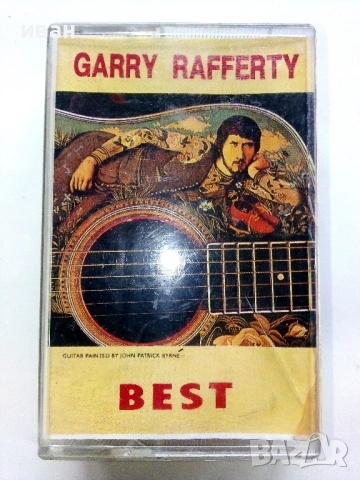 иван
GARRY RAFFERTY
GUITAR PAINTED BY JOHN PATRICK BYRNE
BEST
BAZAR